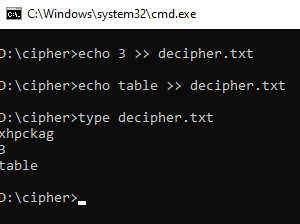 C:\Windows\system32\cmd.exe
D:\cipher>echo 3 >> decipher.txt
D:\cipher>echo table >> decipher.txt
D:\cipher>type decipher.txt
xhpckag
3
table
D:\cipher>